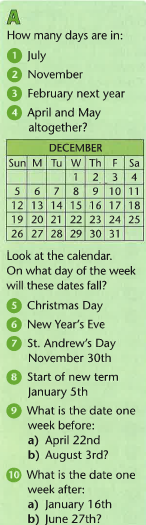 A
How many days are in:
1 July
2 November
3 February next year
4 April and May
altogether?
DECEMBER
Sun M Tu W Th F Sa
1 2 3 4
5 6 7 8 9 10 11
12 13 14 15 16 17 18
19 20 21 22 23 24 25
26 27 28 29 30 31
Look at the calendar.
On what day of the week
will these dates fall?
5 Christmas Day
6 New Year's Eve
7 St. Andrew's Day
November 30th
8 Start of new term
January 5th
9 What is the date one
week before:
a) April 22nd
b) August 3rd?
10 What is the date one
week after:
a) January 16th
b) June 27th?